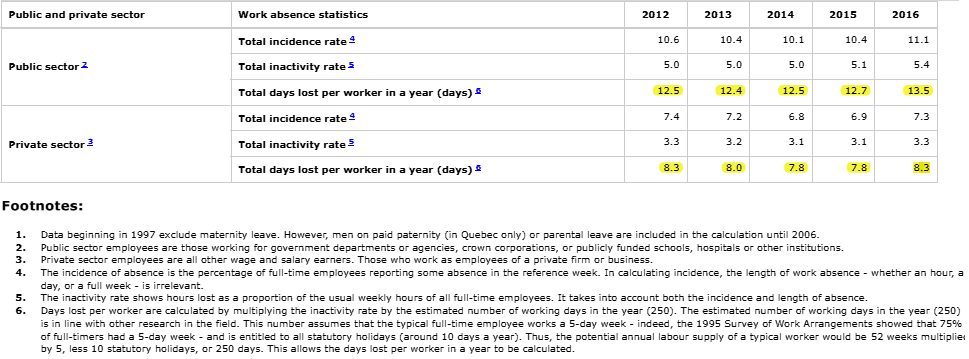 Public and private sector Work absence statistics 2012 2013 2014 2015 2016
Public sector 2 Total incidence rate 4 10.6 10.4 10.1 10.4 11.1
Total inactivity rate 5 5.0 5.0 5.0 5.1 5.4
Total days lost per worker in a year (days) 6 12.5 12.4 12.5 12.7 13.5
Private sector 3 Total incidence rate 4 7.4 7.2 6.8 6.9 7.3
Total inactivity rate 5 3.3 3.2 3.1 3.1 3.3
Total days lost per worker in a year (days) 6 8.3 8.0 7.8 7.8 8.3
Footnotes:
1. Data beginning in 1997 exclude maternity leave. However, men on paid paternity (in Quebec only) or parental leave are included in the calculation until 2006.
2. Public sector employees are those working for government departments or agencies, crown corporations, or publicly funded schools, hospitals or other institutions.
3. Private sector employees are all other wage and salary earners. Those who work as employees of a private firm or business.
4. The incidence of absence is the percentage of full-time employees reporting some absence in the reference week. In calculating incidence, the length of work absence - whether an hour, a
day, or a full week - is irrelevant.
5. The inactivity rate shows hours lost as a proportion of the usual weekly hours of all full-time employees. It takes into account both the incidence and length of absence.
6. Days lost per worker are calculated by multiplying the inactivity rate by the estimated number of working days in the year (250). The estimated number of working days in the year (250)
is in line with other research in the field. This number assumes that the typical full-time employee works a 5-day week - indeed, the 1995 Survey of Work Arrangements showed that 75%
of full-timers had a 5-day week - and is entitled to all statutory holidays (around 10 days a year). Thus, the potential annual labour supply of a typical worker would be 52 weeks multiplie
by 5, less 10 statutory holidays, or 250 days. This allows the days lost per worker in a year to be calculated.